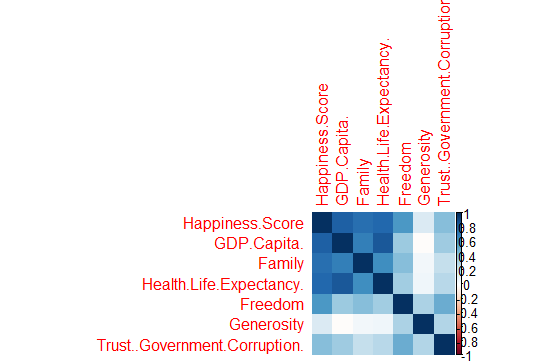 Happiness.Score
GDP.Capita.
Family
Health.Life.Expectancy.
Freedom
Generosity
Trust..Government.Corruption
Happiness.Score
GDP.Capita.
Family
Health.Life.Expectancy.
Freedom
Generosity
Trust..Government.Corruption.
1
0.8
0.6
0.4
0.2
0
-0.2
-0.4
-0.6
-0.8
-1